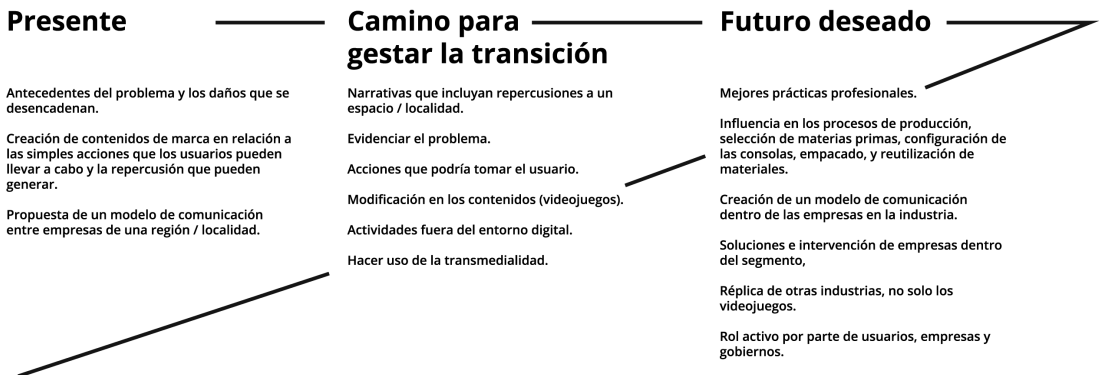 Presente
Antecedentes del problema y los daños que se
desencadenan.
Creación de contenidos de marca en relación a
las simples acciones que los usuarios pueden
llevar a cabo y la repercusión que pueden
generar.
Propuesta de un modelo de comunicación
entre empresas de una región / localidad.
Camino para
gestar la transición
Narrativas que incluyan repercusiones a un
espacio / localidad.
Evidenciar el problema.
Acciones que podría tomar el usuario.
Modificación en los contenidos (videojuegos).
Actividades fuera del entorno digital.
Hacer uso de la transmedialidad.
Futuro deseado
Mejores prácticas profesionales.
Influencia en los procesos de producción,
selección de materias primas, configuración de
las consolas, empacado, y reutilización de
materiales.
Creación de un modelo de comunicación
dentro de las empresas en la industria.
Soluciones e intervención de empresas dentro
del segmento,
Réplica de otras industrias, no solo los
videojuegos.
Rol activo por parte de usuarios, empresas y
gobiernos.